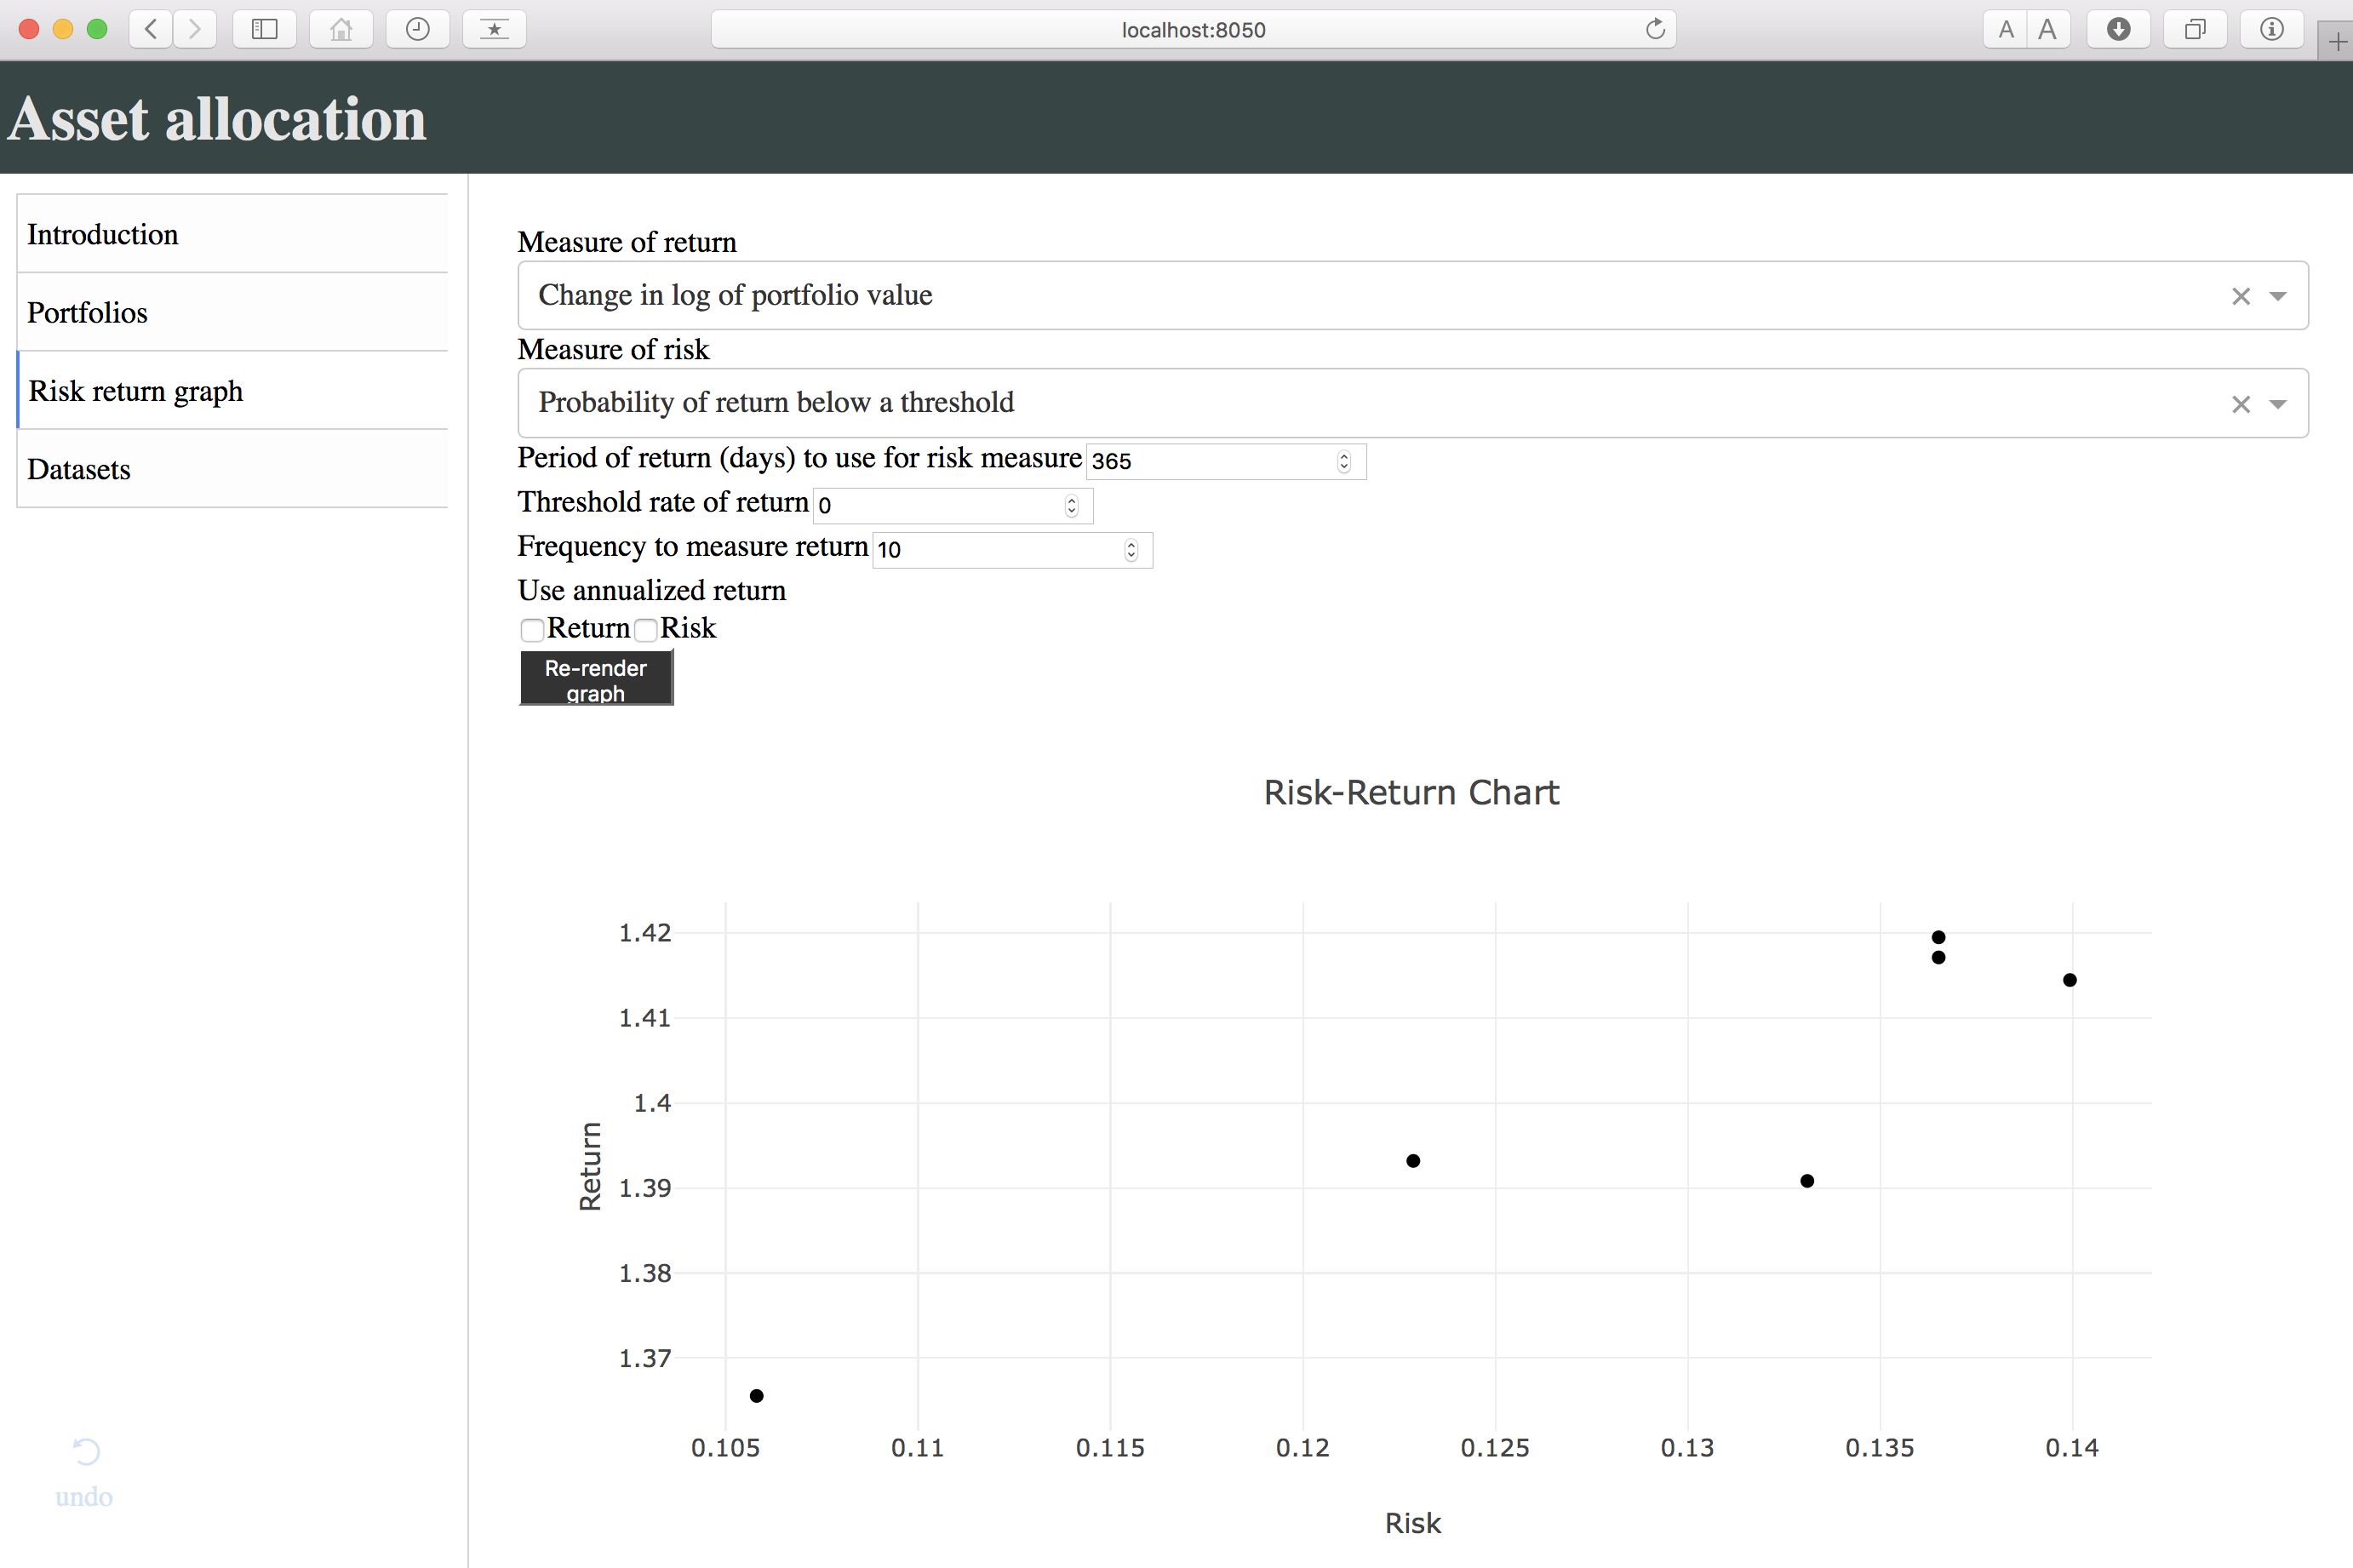 localhost:8050
A A
Asset allocation
Introduction
Portfolios
Risk return graph
Datasets
Measure of return
Change in log of portfolio value
Measure of risk
Probability of return below a threshold
Period of return (days) to use for risk measure 365
Threshold rate of return 0
Frequency to measure return 10
Use annualized return
Return Risk
Re-render
graph
Risk-Return Chart
1.42
1.41
1.4
1.39
1.38
1.37
Return
0.105 0.11 0.115 0.12 0.125 0.13 0.135 0.14
Risk
undo